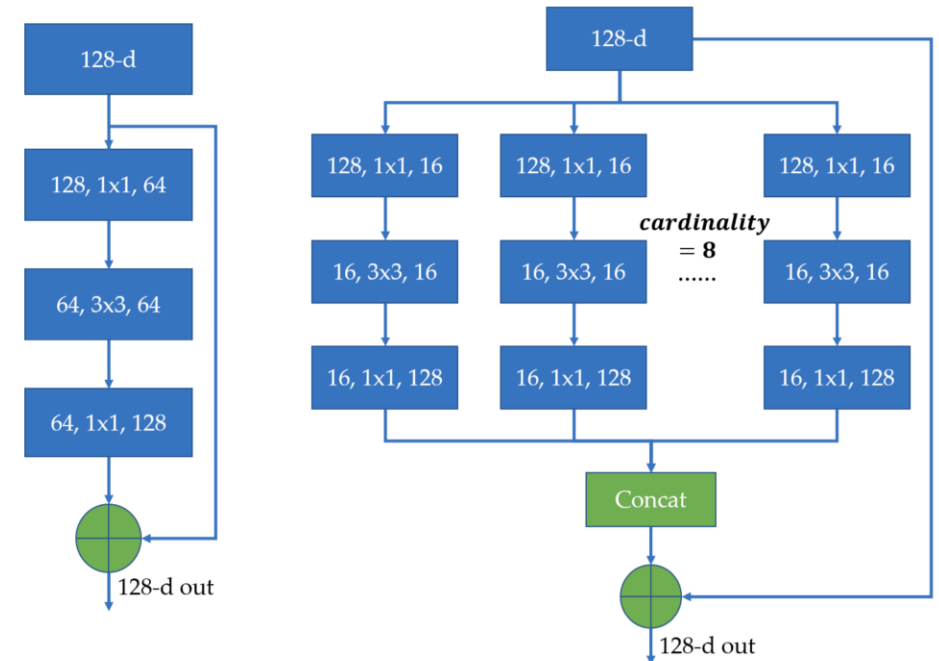 128-d
128, 1x1, 64
64, 3x3, 64
64, 1x1, 128
128-d out
128-d
128, 1x1, 16
128, 1x1, 16
128, 1x1, 16
cardinality
= 8
......
16, 3x3, 16
16, 3x3, 16
16, 3x3, 16
16, 1x1, 128
16, 1x1, 128
16, 1x1, 128
Concat
128-d out